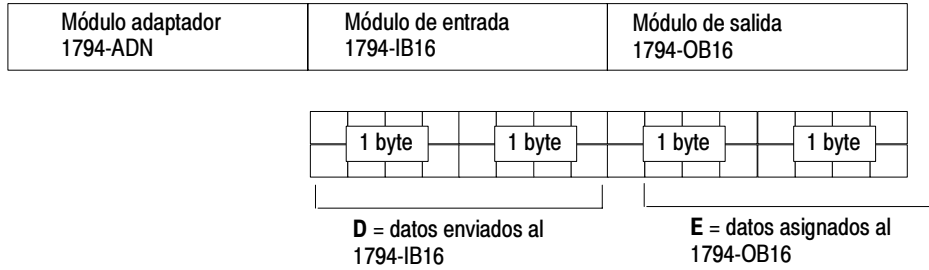 Módulo adaptador
1794-ADN
Módulo de entrada
1794-IB16
Módulo de salida
1794-OB16
1 byte
1 byte
1 byte
1 byte
D = datos enviados al
1794-IB16
E = datos asignados al
1794-OB16